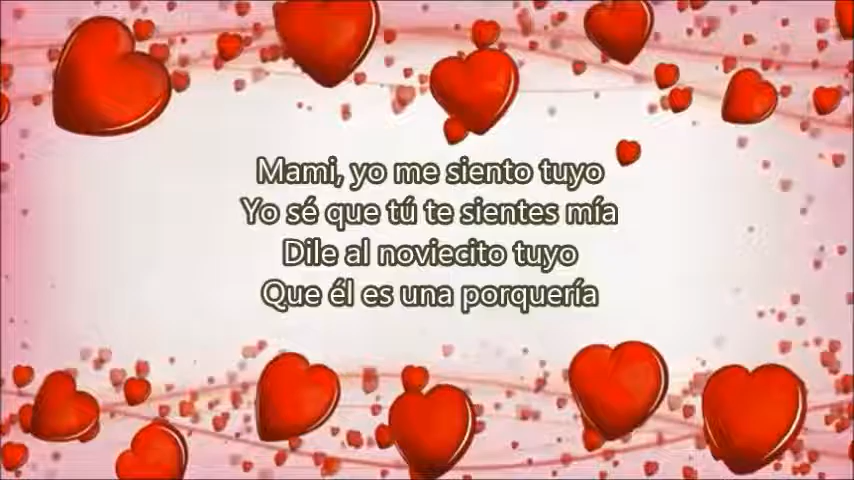 Mami, yo me siento tuyo
Yo sé que tú te sientes mía
Dile al noviecito tuyo
Que él es una porquería